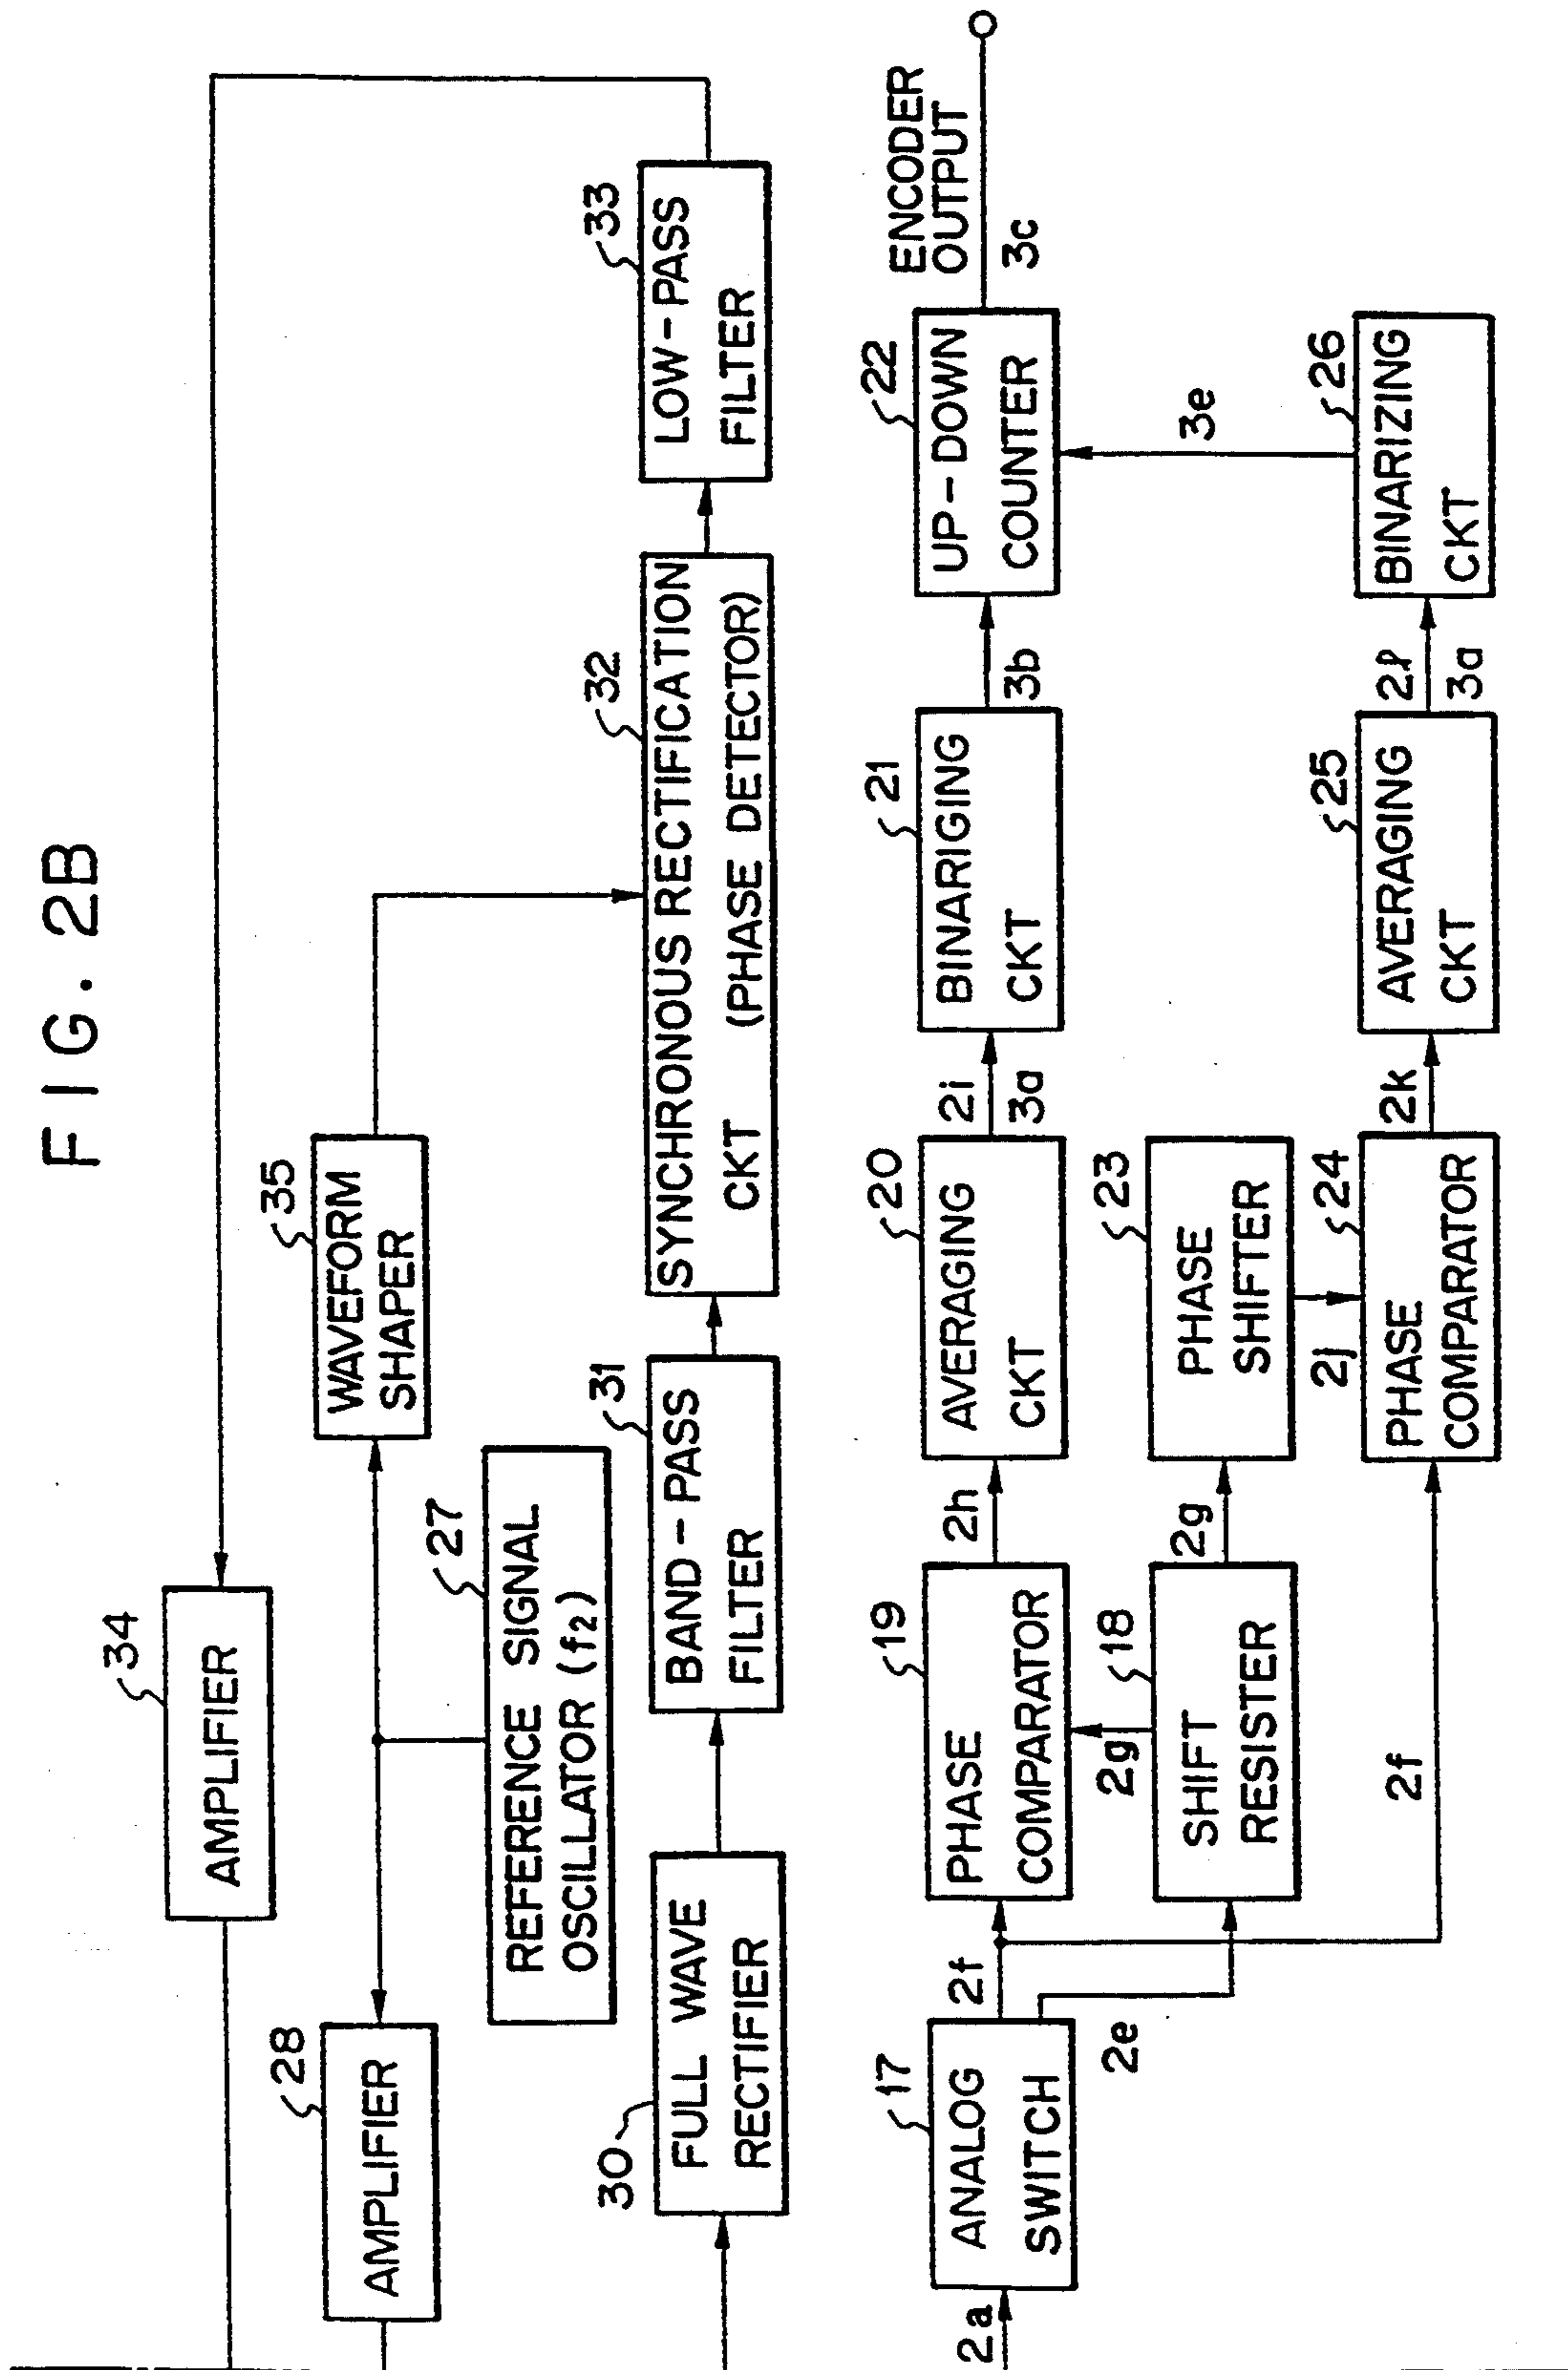 FIG. 2B
34
AMPLIFIER
28
AMPLIFIER
35
WAVEFORM
SHAPER
27
REFERENCE SIGNAL
OSCILLATOR (f2)
30
FULL WAVE
RECTIFIER
31
BAND-PASS
FILTER
32
SYNCHRONOUS RECTIFICATION
CKT (PHASE DETECTOR)
33
LOW-PASS
FILTER
2a
17
ANALOG
SWITCH
2f
2e
19
PHASE
COMPARATOR
2g
18
SHIFT
RESISTER
2f
2h
2g
20
AVERAGING
CKT
23
PHASE
SHIFTER
2j
24
PHASE
COMPARATOR
2i
3a
2k
21
BINARIGING
CKT
25
AVERAGING
CKT
3b
2ℓ
3a
22
UP-DOWN
COUNTER
3e
26
BINARIZING
CKT
ENCODER
OUTPUT
3c